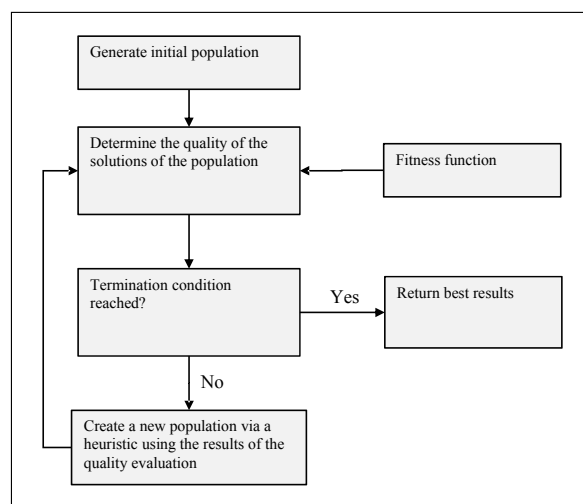 Generate initial population
Determine the quality of the
solutions of the population
Fitness function
Termination condition
reached?
Yes
Return best results
No
Create a new population via a
heuristic using the results of the
quality evaluation